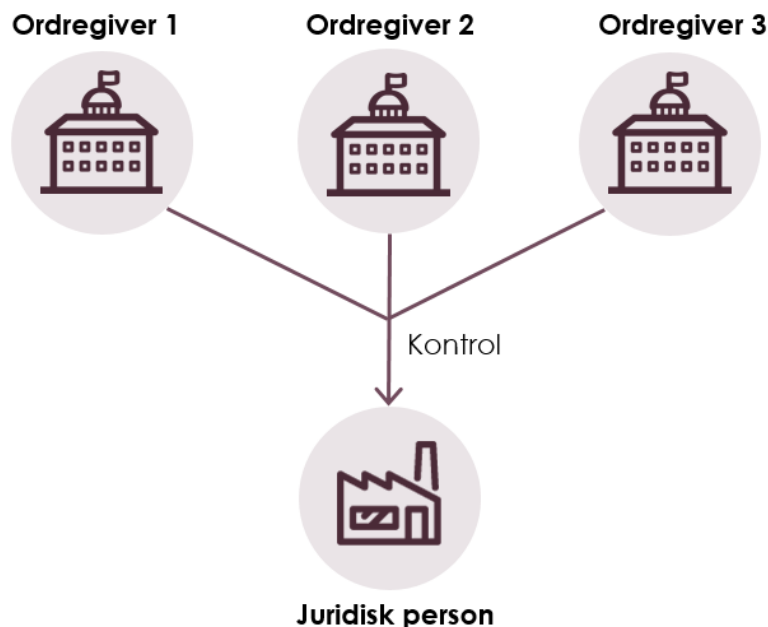 Ordregiver 1
Ordregiver 2
Ordregiver 3
Kontrol
Juridisk person